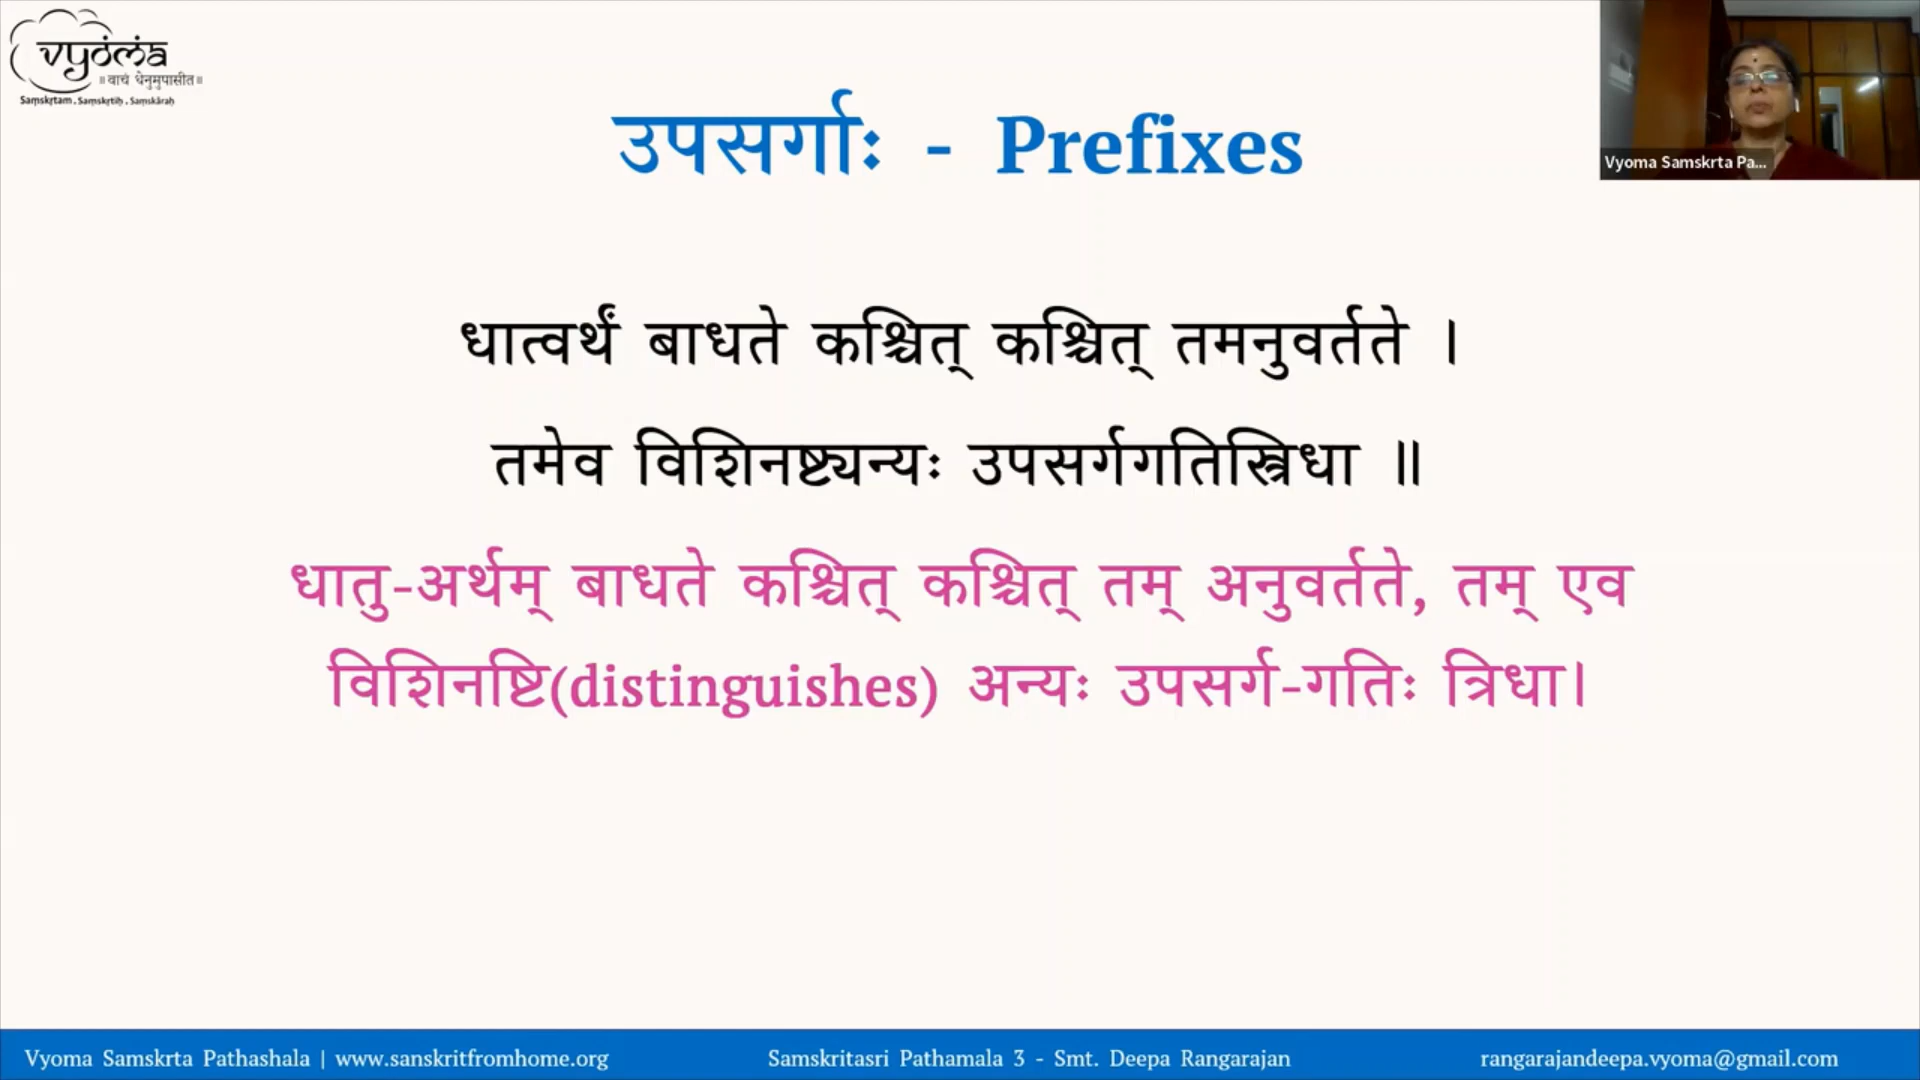 vyoma
॥वाचं धेनुमुपासीत॥
Saṃskṛtam . Saṃskṛtiḥ . Saṃskāraḥ
Vyoma Samskrta Pa...
उपसर्गाः - Prefixes
धात्वर्थं बाधते कश्चित् कश्चित् तमनुवर्तते ।
तमेव विशिनष्ट्यन्यः उपसर्गगतिस्त्रिधा ॥
धातु-अर्थम् बाधते कश्चित् कश्चित् तम् अनुवर्तते, तम् एव
विशिनष्टि(distinguishes) अन्यः उपसर्ग-गतिः त्रिधा।
Vyoma Samskrta Pathashala | www.sanskritfromhome.org
Samskritasri Pathamala 3 - Smt. Deepa Rangarajan
rangarajandeepa.vyoma@gmail.com